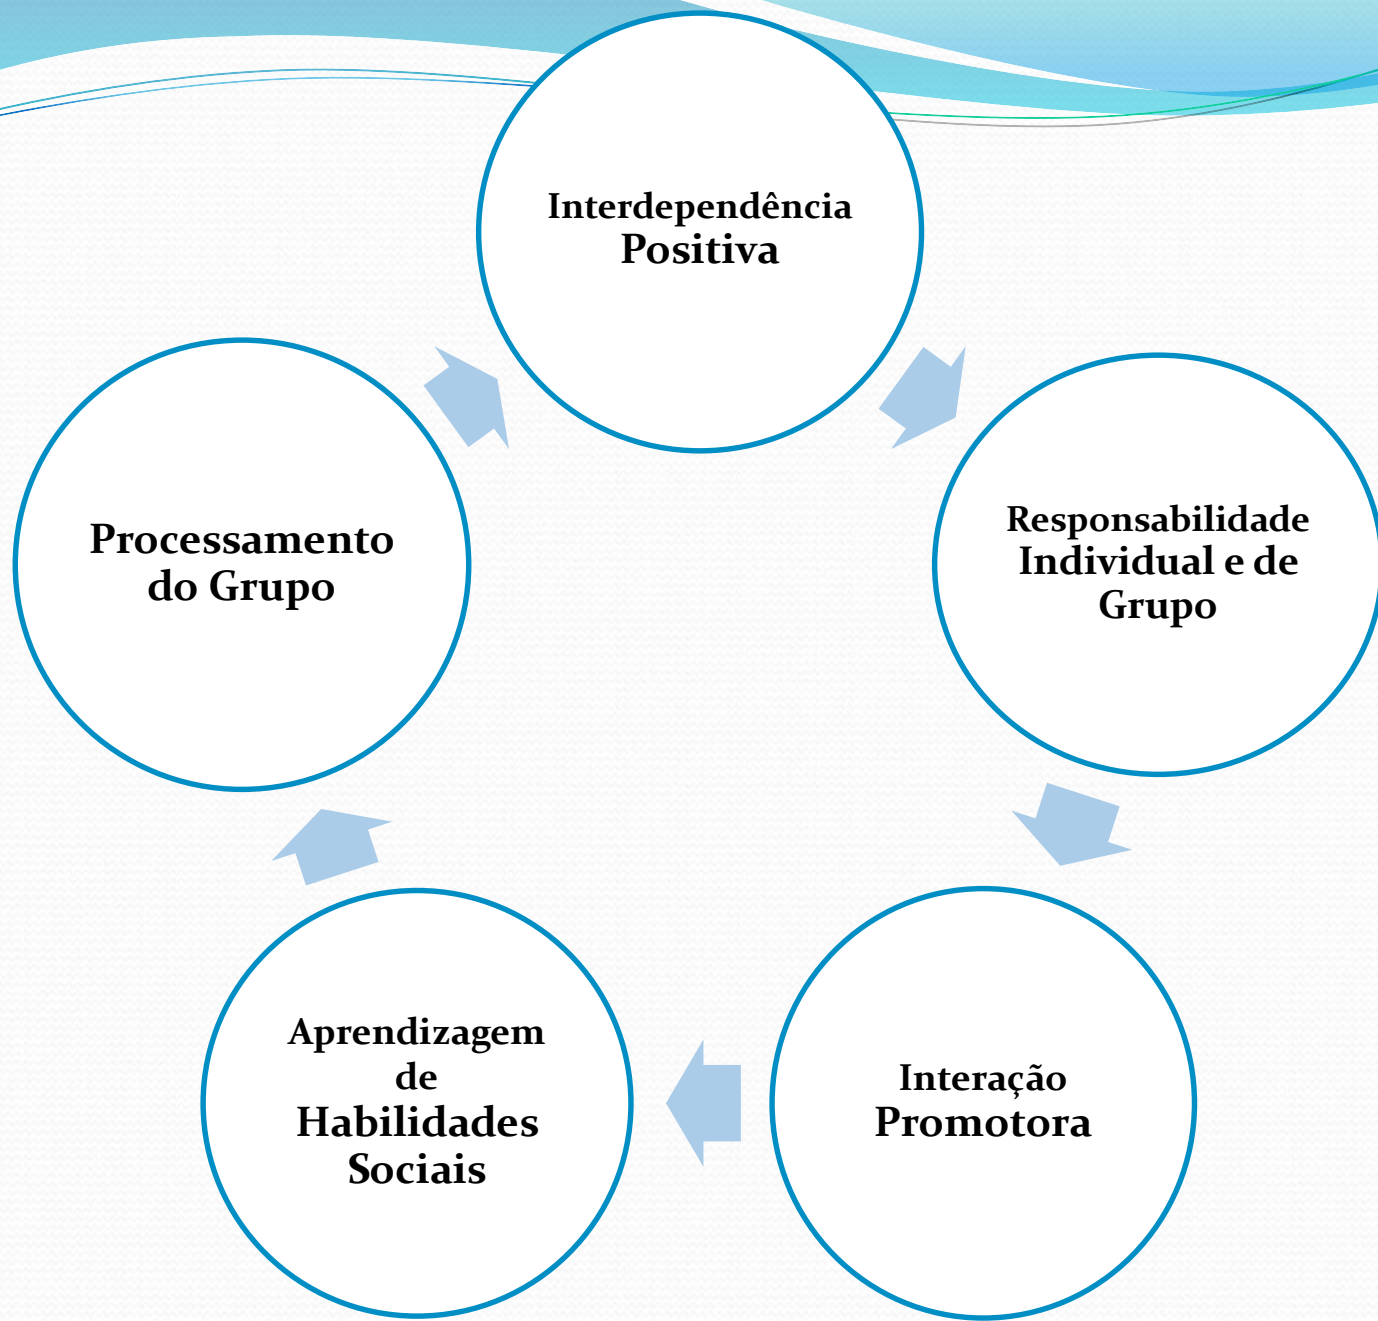 Interdependência
Positiva
Responsabilidade
Individual e de
Grupo
Interação
Promotora
Aprendizagem
de
Habilidades
Sociais
Processamento
do Grupo